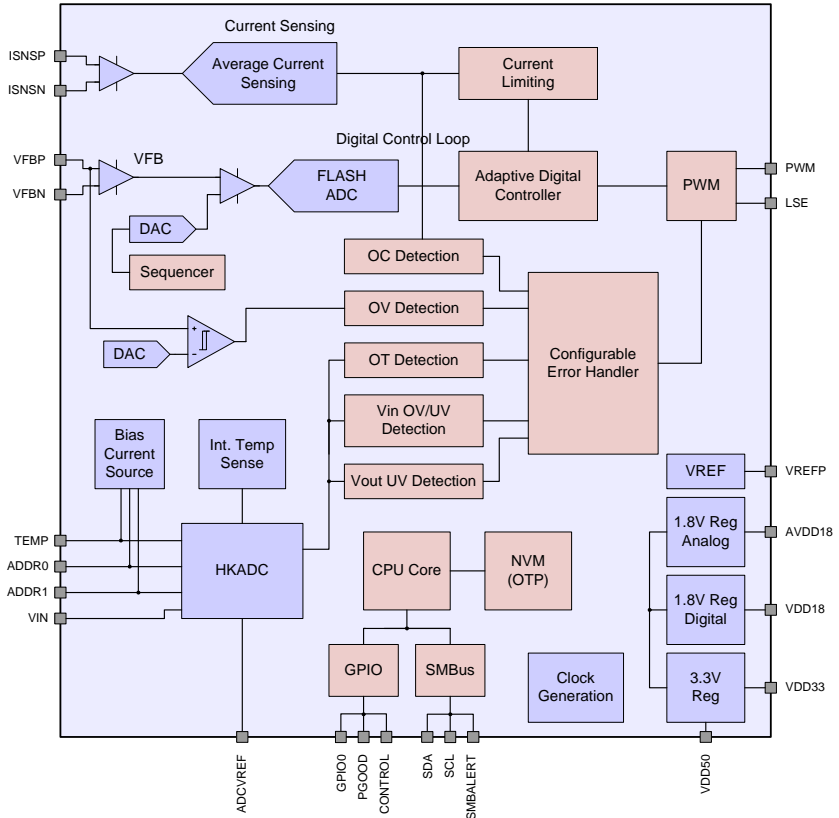 Current Sensing
ISNSP
ISNSN
Average Current
Sensing
Current
Limiting
Digital Control Loop
VFBP
VFBN
VFB
FLASH
ADC
Adaptive Digital
Controller
PWM
PWM
LSE
DAC
Sequencer
OC Detection
OV Detection
+
-
DAC
OT Detection
Configurable
Error Handler
Vin OV/UV
Detection
Vout UV Detection
Bias
Current
Source
Int. Temp
Sense
VREF
VREFP
1.8V Reg
Analog
AVDD18
TEMP
ADDR0
ADDR1
VIN
HKADC
CPU Core
NVM
(OTP)
1.8V Reg
Digital
VDD18
GPIO
SMBus
Clock
Generation
3.3V
Reg
VDD33
ADCVREF
GPIO0
PGOOD
CONTROL
SDA
SCL
SMBALERT
VDD50